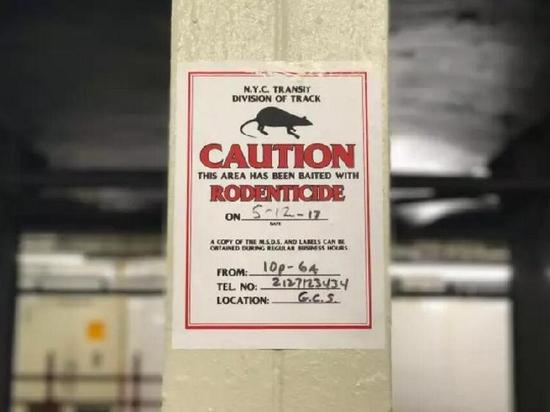 N.Y.C. TRANSIT
DIVISION OF TRACK
CAUTION
THIS AREA HAS BEEN BAITED WITH
RODENTICIDE
ON 5-12-17
DATE
A COPY OF THE M.S.D.S. AND LABELS CAN BE
OBTAINED DURING REGULAR BUSINESS HOURS
FROM: 10p-6A
TEL. NO: 2127123434
LOCATION: G.C.S.